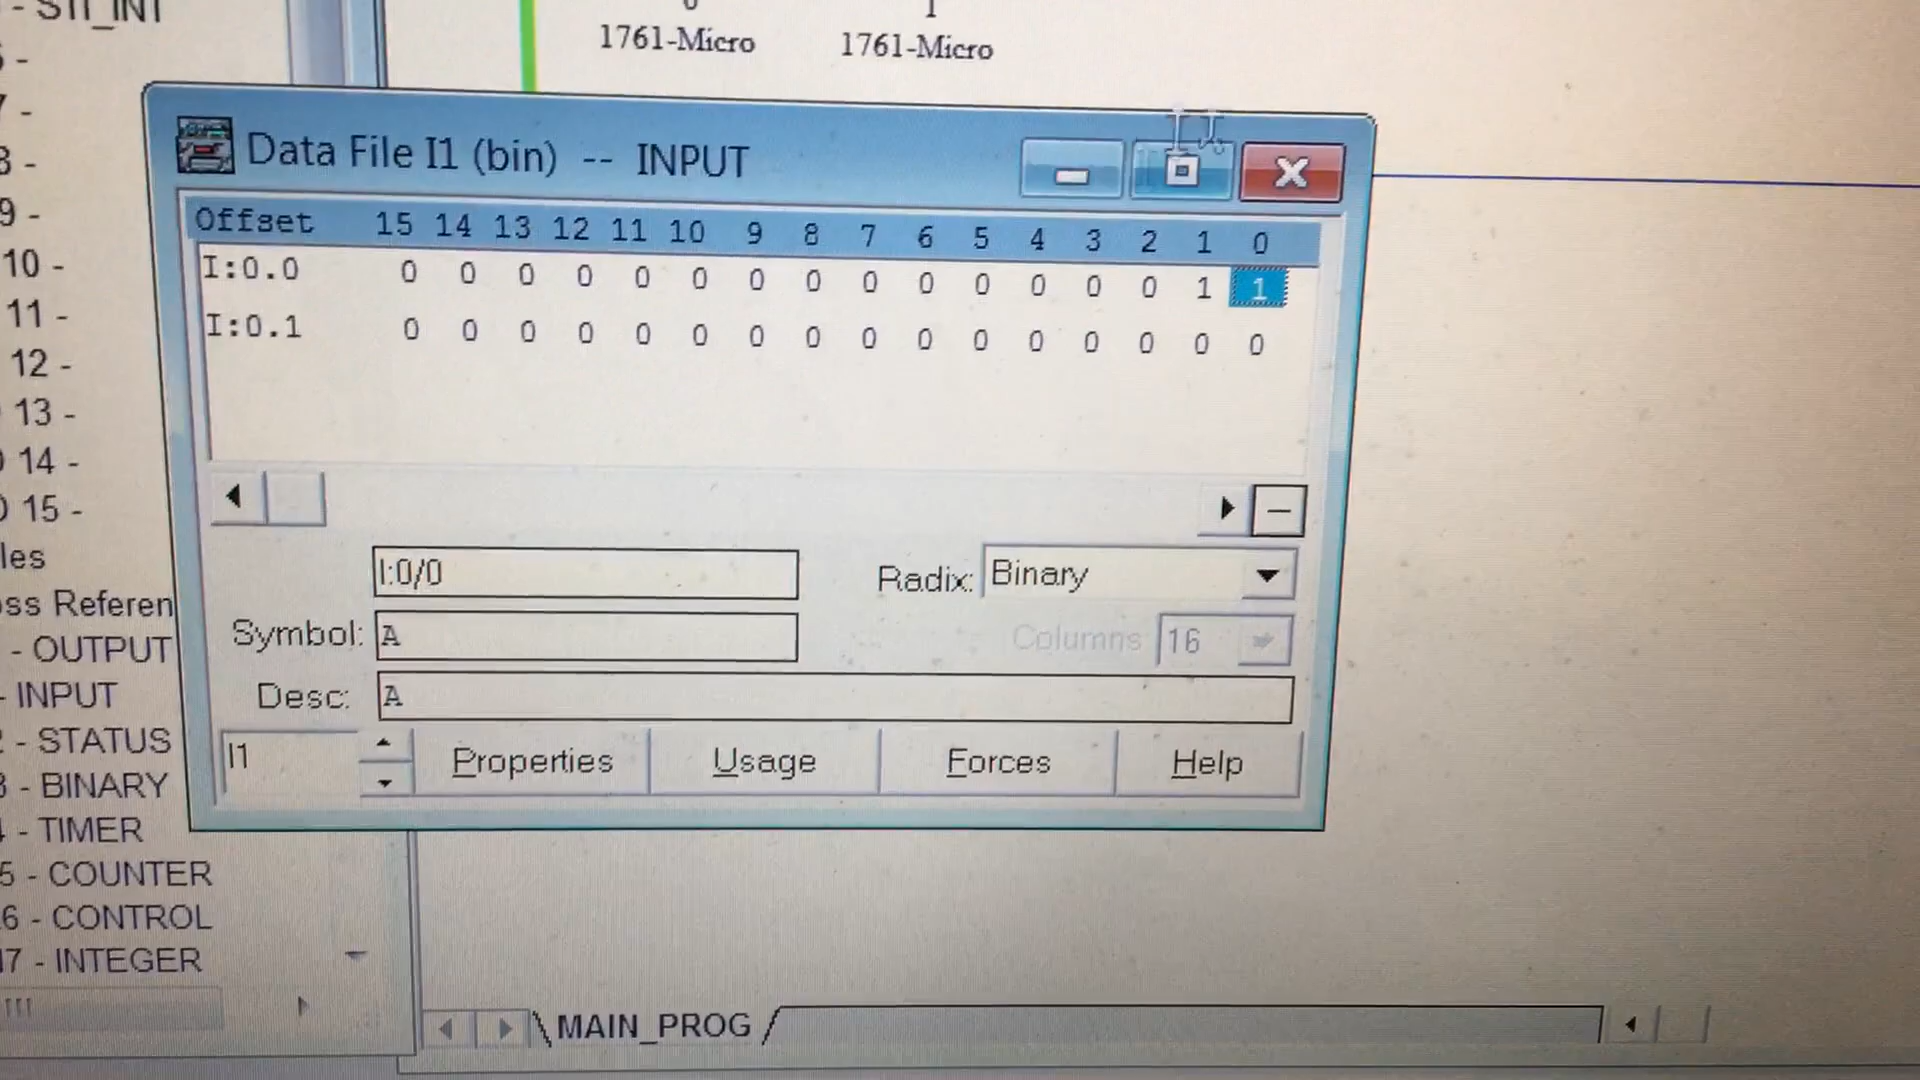 - STI_INT
0
1
1761-Micro
1761-Micro
7 -
8 -
9 -
10 -
11 -
12 -
13 -
14 -
15 -
Data File I1 (bin) -- INPUT
Offset 15 14 13 12 11 10 9 8 7 6 5 4 3 2 1 0
I:0.0 0 0 0 0 0 0 0 0 0 0 0 0 0 0 1 1
I:0.1 0 0 0 0 0 0 0 0 0 0 0 0 0 0 0 0
I:0/0
Radix: Binary
Symbol: A
Columns 16
Desc: A
I1
Properties
Usage
Forces
Help
les
ss Referen
- OUTPUT
- INPUT
- STATUS
- BINARY
- TIMER
5 - COUNTER
6 - CONTROL
7 - INTEGER
MAIN_PROG